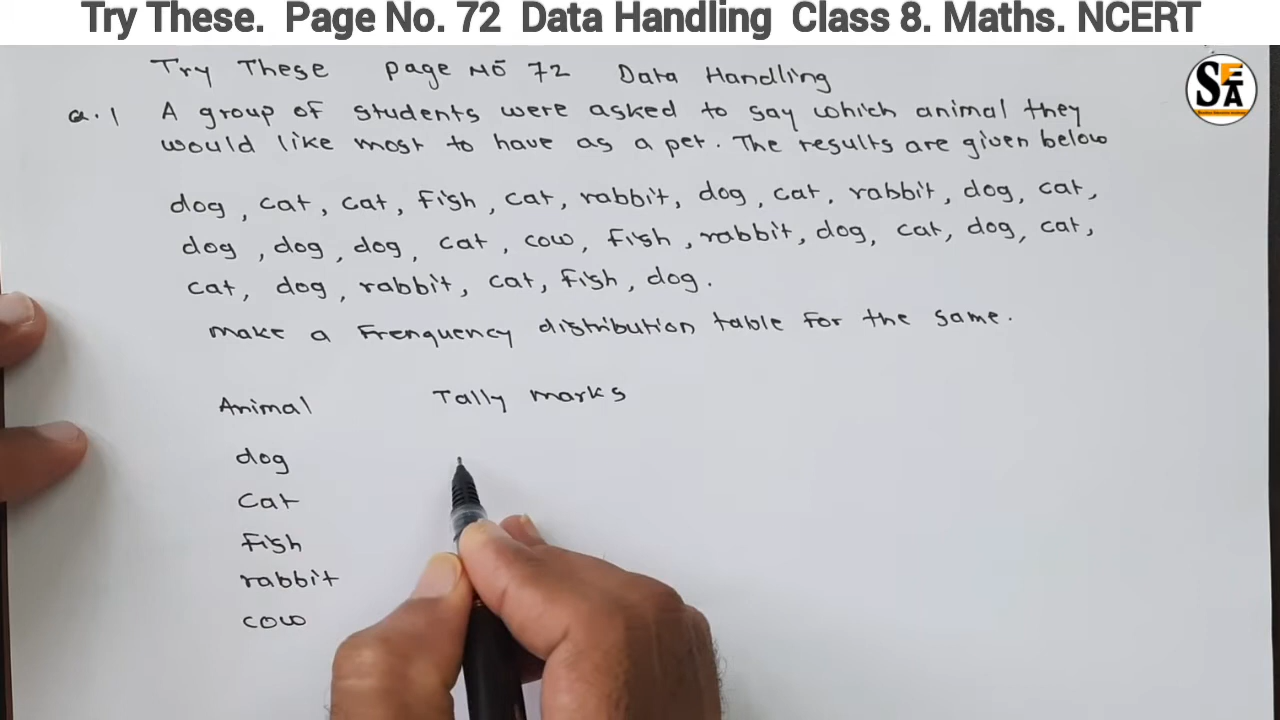 Try These. Page No. 72 Data Handling Class 8. Maths. NCERT
Try These Page No 72 Data Handling
Q.1 A group of students were asked to say which animal they
would like most to have as a pet. The results are given below
dog, cat, cat, fish, cat, rabbit, dog, cat, rabbit, dog, cat,
dog, dog, dog, cat, cow, fish, rabbit, dog, cat, dog, cat,
cat, dog, rabbit, cat, fish, dog.
make a Frenquency distribution table for the same.
Animal Tally marks
dog
cat
fish
rabbit
cow
SEA